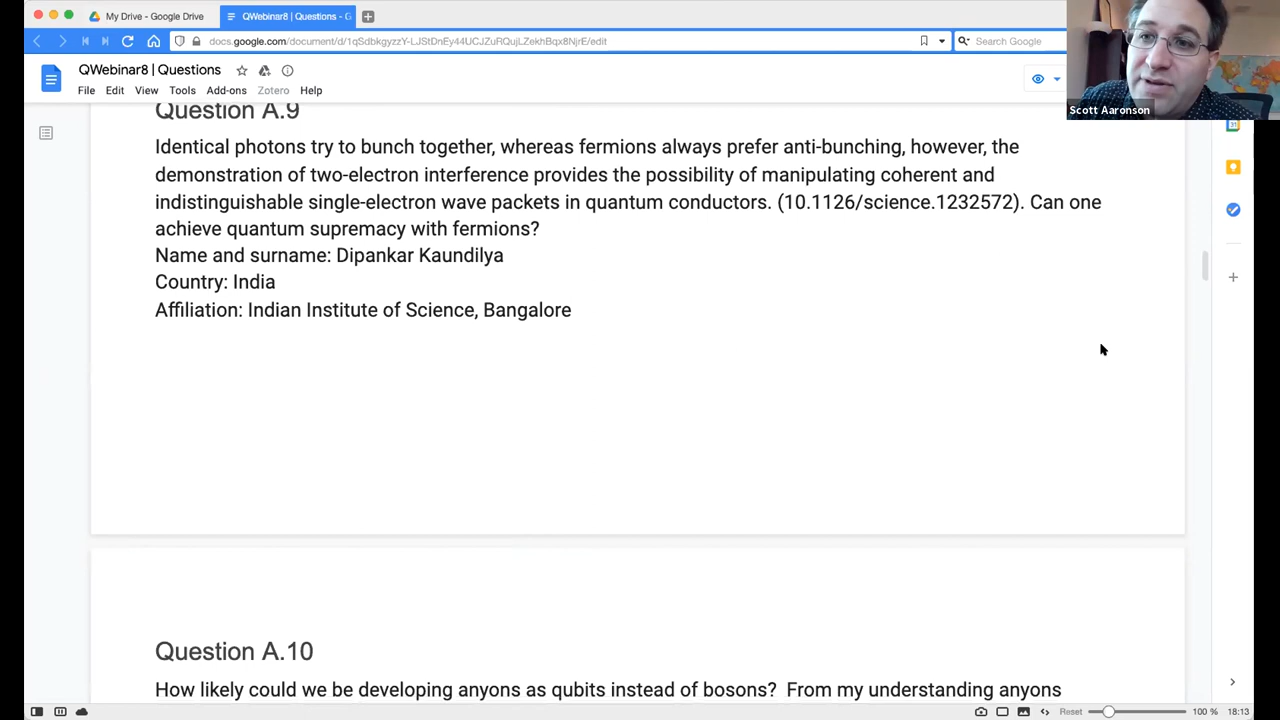 My Drive - Google Drive
QWebinar8 | Questions - G
docs.google.com/document/d/1qSdbkgyzzY-LJStDnEy44UCJZuRQujLZekhBqx8NjrE/edit
Search Google
QWebinar8 | Questions
File Edit View Tools Add-ons Zotero Help
Scott Aaronson
31
Question A.9
Identical photons try to bunch together, whereas fermions always prefer anti-bunching, however, the
demonstration of two-electron interference provides the possibility of manipulating coherent and
indistinguishable single-electron wave packets in quantum conductors. (10.1126/science.1232572). Can one
achieve quantum supremacy with fermions?
Name and surname: Dipankar Kaundilya
Country: India
Affiliation: Indian Institute of Science, Bangalore
Question A.10
How likely could we be developing anyons as qubits instead of bosons? From my understanding anyons
Reset 100 % 18:13